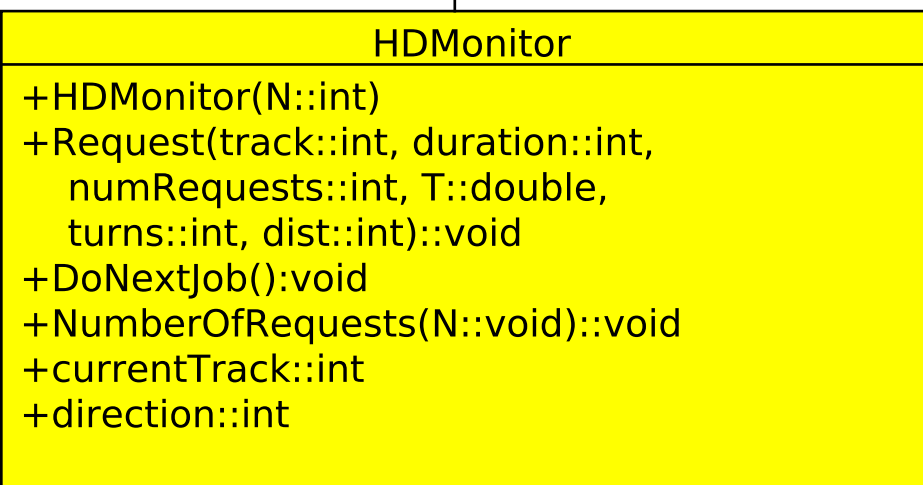 HDMonitor
+HDMonitor(N::int)
+Request(track::int, duration::int,
numRequests::int, T::double,
turns::int, dist::int)::void
+DoNextJob():void
+NumberOfRequests(N::void)::void
+currentTrack::int
+direction::int